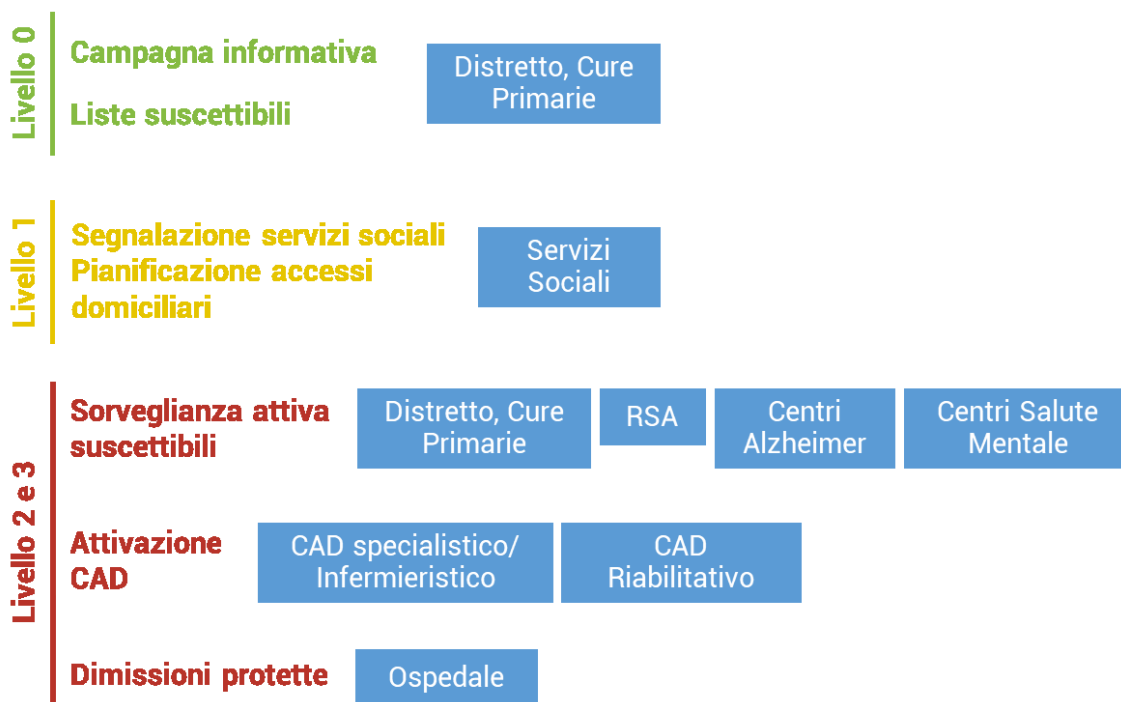 Livello 0
Campagna informativa
Liste suscettibili
Distretto, Cure
Primarie
Livello 1
Segnalazione servizi sociali
Pianificazione accessi
domiciliari
Servizi
Sociali
Livello 2 e 3
Sorveglianza attiva
suscettibili
Distretto, Cure
Primarie
RSA
Centri
Alzheimer
Centri Salute
Mentale
Attivazione
CAD
CAD specialistico/
Infermieristico
CAD
Riabilitativo
Dimissioni protette
Ospedale